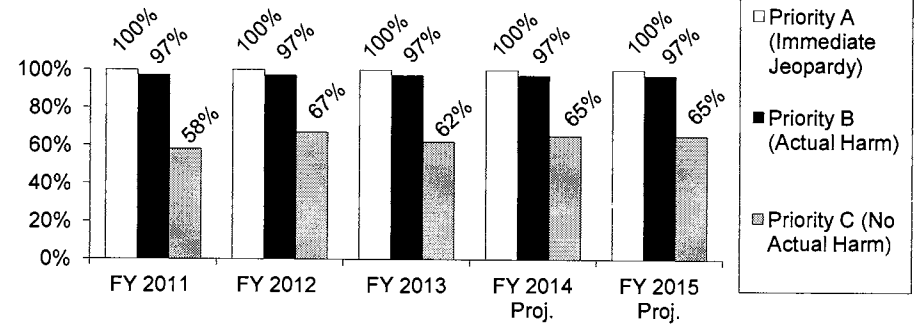 100% 97% 100% 97% 100% 97% 100% 97% 100% 97%
58% 67% 62% 65% 65%
100%
80%
60%
40%
20%
0%
FY 2011 FY 2012 FY 2013 FY 2014 Proj. FY 2015 Proj.
Priority A
(Immediate
Jeopardy)
Priority B
(Actual Harm)
Priority C (No
Actual Harm)